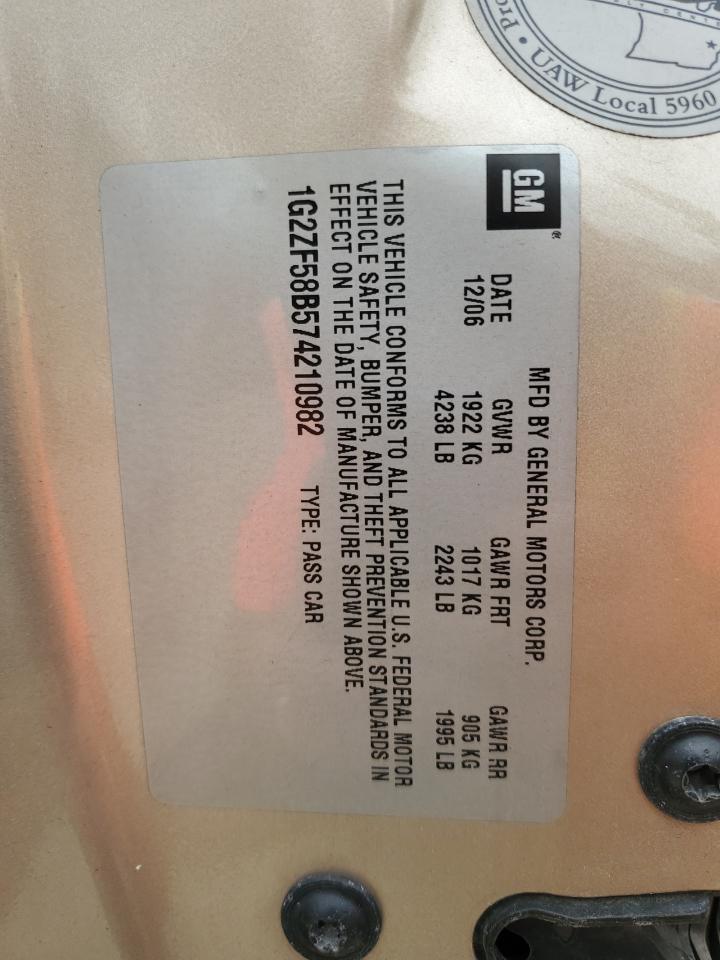 UAW Local 5960
GM
MFD BY GENERAL MOTORS CORP.
DATE GVWR GAWR FRT GAWR RR
12/06 1922 KG 1017 KG 905 KG
4238 LB 2243 LB 1995 LB
THIS VEHICLE CONFORMS TO ALL APPLICABLE U.S. FEDERAL MOTOR
VEHICLE SAFETY, BUMPER, AND THEFT PREVENTION STANDARDS IN
EFFECT ON THE DATE OF MANUFACTURE SHOWN ABOVE.
1G2ZF58B574210982 TYPE: PASS CAR